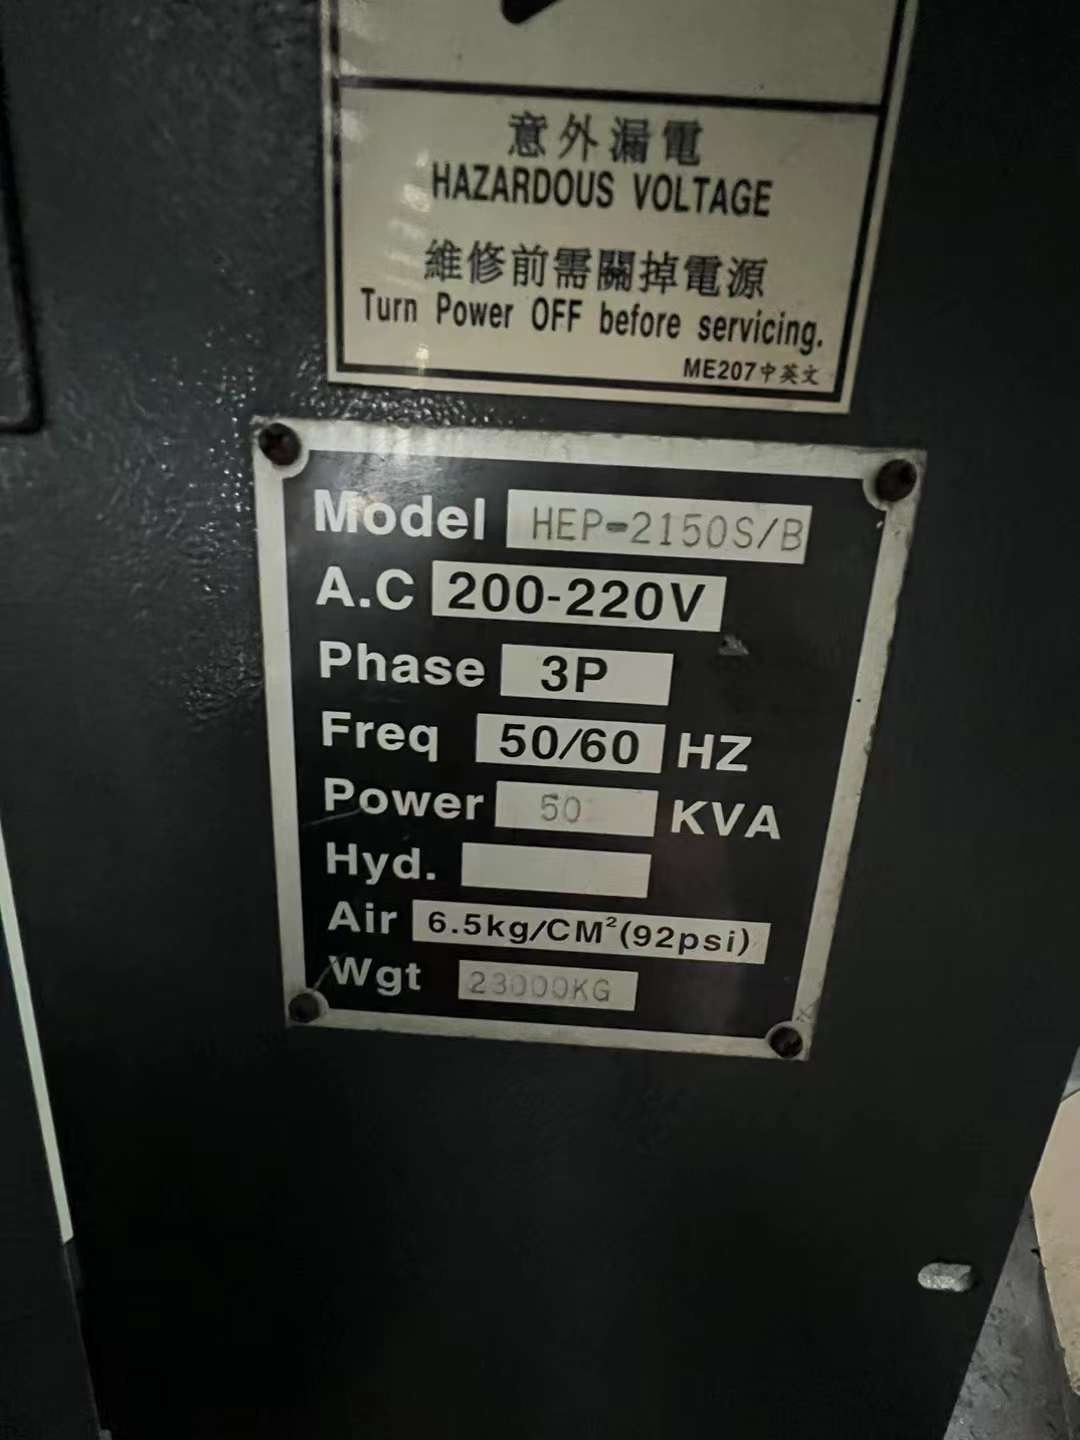 意外漏電
HAZARDOUS VOLTAGE
維修前需關掉電源
Turn Power OFF before servicing.
ME207中英文
Model HEP-2150S/B
A.C 200-220V
Phase 3P
Freq 50/60 HZ
Power 50 KVA
Hyd.
Air 6.5kg/CM²(92psi)
Wgt 23000KG